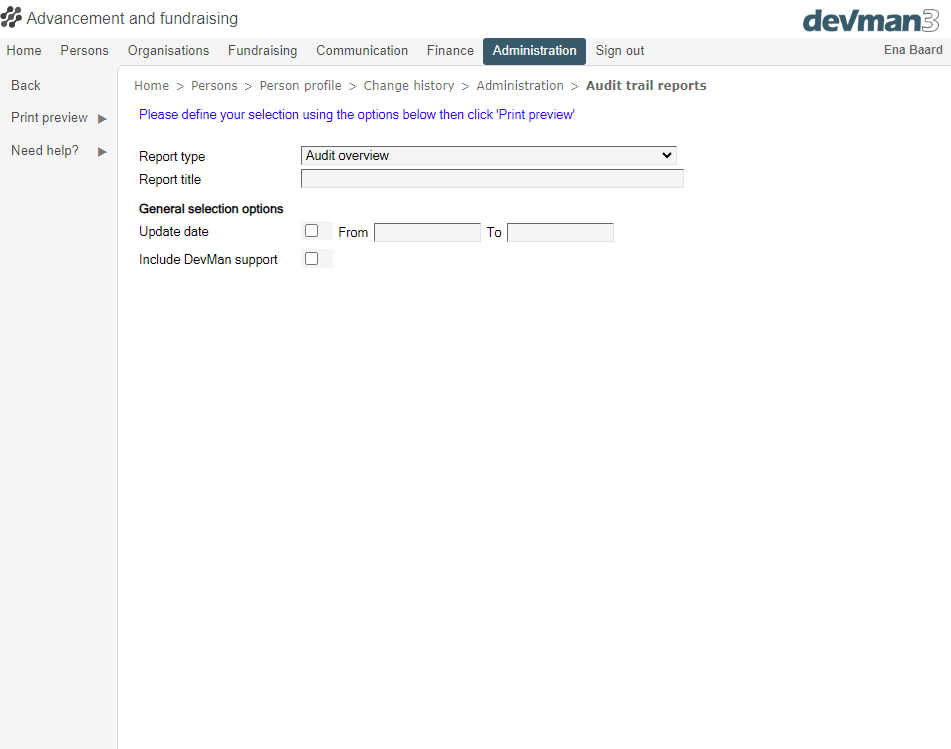 Advancement and fundraising
devman3
Home Persons Organisations Fundraising Communication Finance Administration Sign out Ena Baard
Back
Print preview
Need help?
Home > Persons > Person profile > Change history > Administration > Audit trail reports
Please define your selection using the options below then click 'Print preview'
Report type Audit overview
Report title
General selection options
Update date From To
Include DevMan support